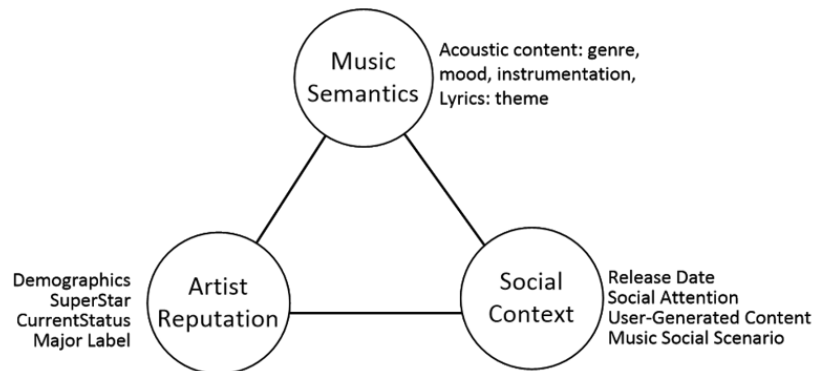 Music
Semantics
Acoustic content: genre,
mood, instrumentation,
Lyrics: theme
Demographics
SuperStar
CurrentStatus
Major Label
Artist
Reputation
Social
Context
Release Date
Social Attention
User-Generated Content
Music Social Scenario